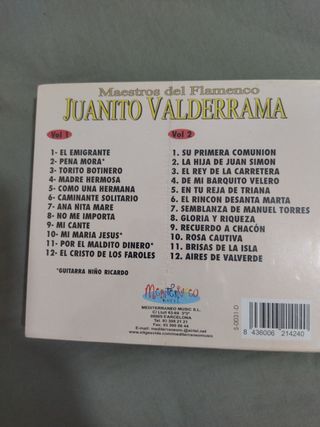 Maestros del Flamenco
JUANITO VALDERRAMA
Vol 1
1- EL EMIGRANTE
2- PENA MORA*
3- TORITO BOTINERO
4- MADRE HERMOSA
5- COMO UNA HERMANA
6- CAMINANTE SOLITARIO
7- ANA ÑITA MARE
8- NO ME IMPORTA
9- MI CANTE
10- MI MARIA JESUS*
11- POR EL MALDITO DINERO*
12- EL CRISTO DE LOS FAROLES
*GUITARRA NIÑO RICARDO
Vol 2
1. SU PRIMERA COMUNION
2. LA HIJA DE JUAN SIMON
3. EL REY DE LA CARRETERA
4. DE MI BARQUITO VELERO
5. EN TU REJA DE TRIANA
6. EL RINCON DESANTA MARTA
7. SEMBLANZA DE MANUEL TORRES
8. GLORIA Y RIQUEZA
9. RECUERDO A CHACÓN
10. ROSA CAUTIVA
11. BRISAS DE LA ISLA
12. AIRES DE VALVERDE
MEDITERRANEO MUSIC S.L.
S-0031-D
8 436006 214240